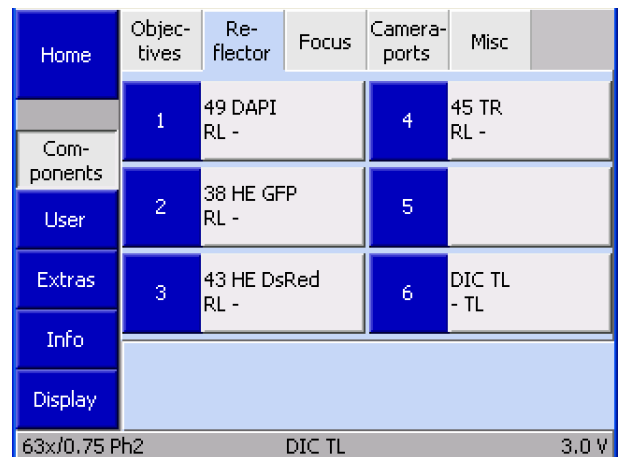 Home
Objec-
tives
Re-
flector
Focus
Camera-
ports
Misc
Com-
ponents
User
Extras
Info
Display
1
49 DAPI
RL -
4
45 TR
RL -
2
38 HE GFP
RL -
5
3
43 HE DsRed
RL -
6
DIC TL
- TL
63x/0.75 Ph2
DIC TL
3.0 V